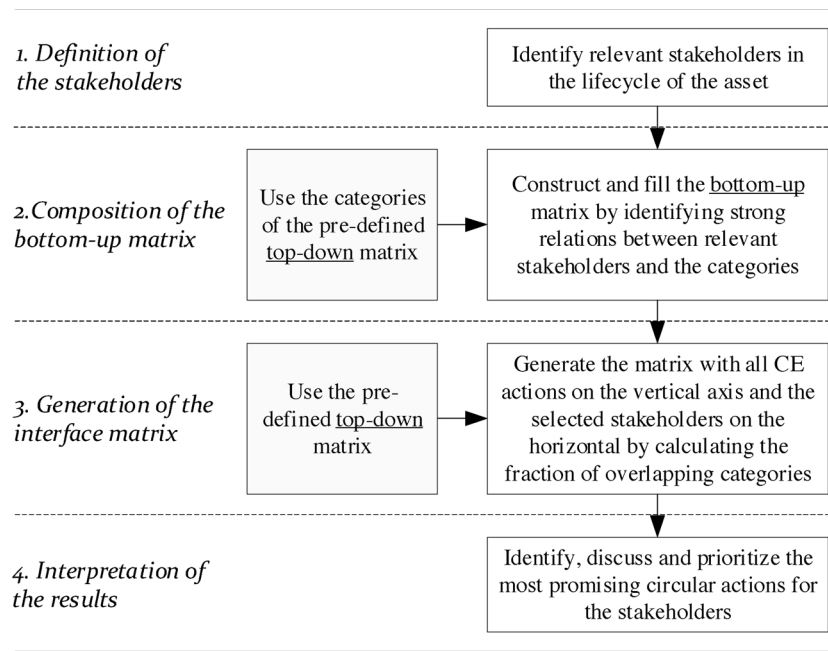 1. Definition of
the stakeholders
Identify relevant stakeholders in
the lifecycle of the asset
2.Composition of the
bottom-up matrix
Use the categories
of the pre-defined
top-down matrix
Construct and fill the bottom-up
matrix by identifying strong
relations between relevant
stakeholders and the categories
3. Generation of the
interface matrix
Use the pre-
defined top-down
matrix
Generate the matrix with all CE
actions on the vertical axis and the
selected stakeholders on the
horizontal by calculating the
fraction of overlapping categories
4. Interpretation of
the results
Identify, discuss and prioritize the
most promising circular actions for
the stakeholders